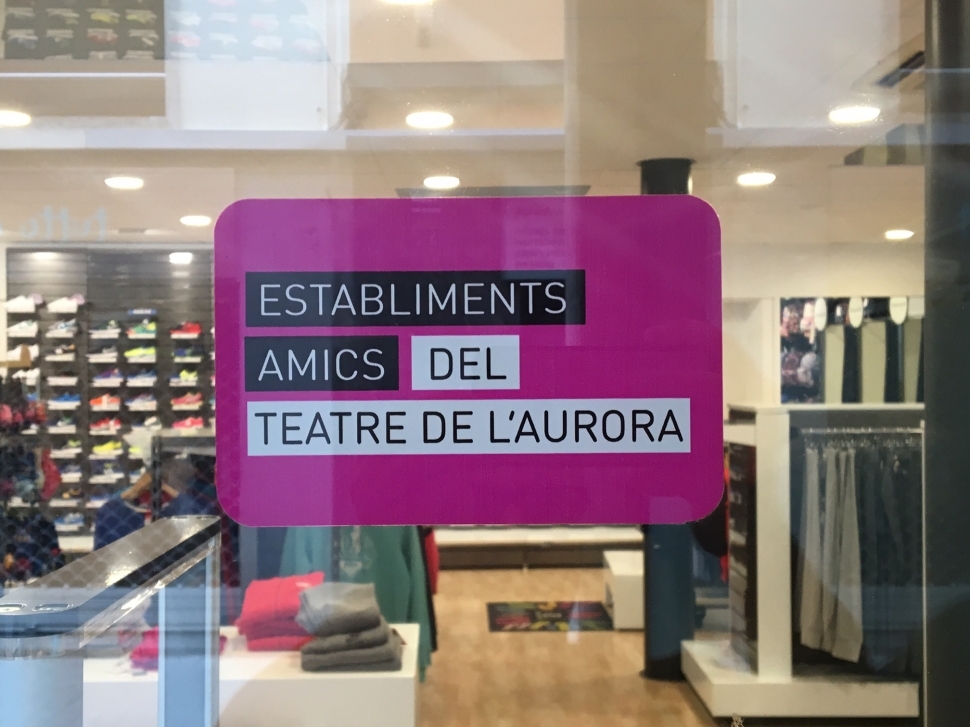 ESTABLIMENTS
AMICS DEL
TEATRE DE L'AURORA